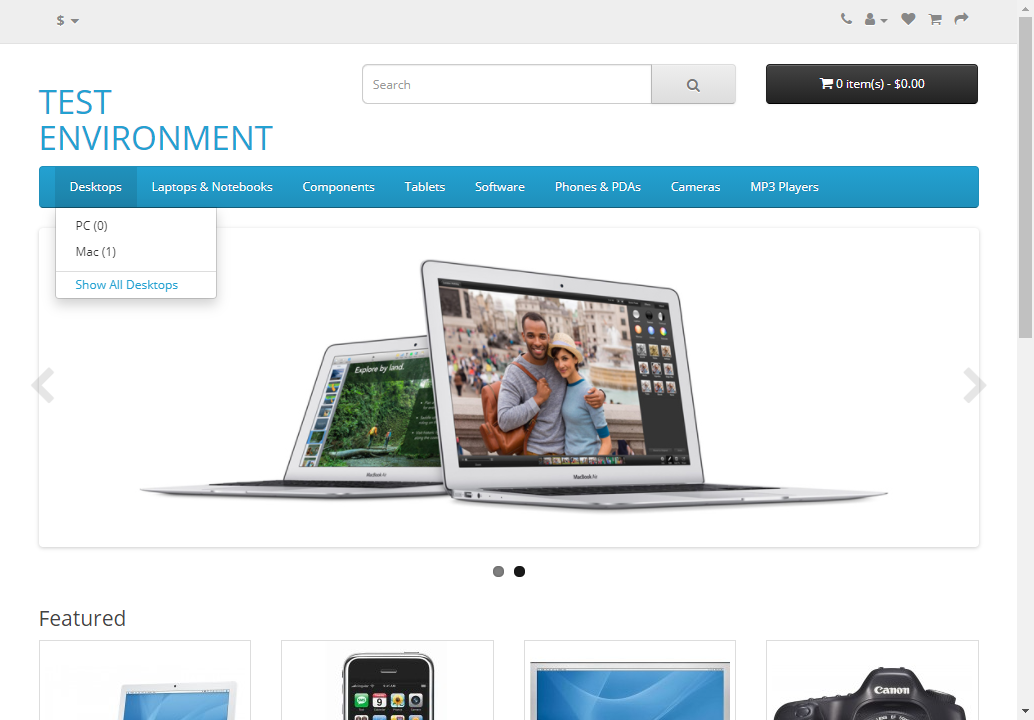 $
Search
0 item(s) - $0.00
TEST
ENVIRONMENT
Desktops
Laptops & Notebooks
Components
Tablets
Software
Phones & PDAs
Cameras
MP3 Players
PC (0)
Mac (1)
Show All Desktops
Explore by land.
MacBook Air
MacBook Air
Featured
Canon